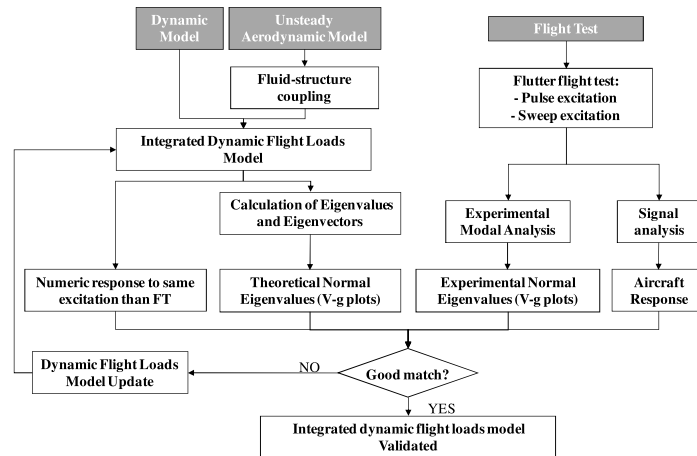 Dynamic
Model
Unsteady
Aerodynamic Model
Flight Test
Fluid-structure
coupling
Flutter flight test:
- Pulse excitation
- Sweep excitation
Integrated Dynamic Flight Loads
Model
Calculation of Eigenvalues
and Eigenvectors
Experimental
Modal Analysis
Signal
analysis
Numeric response to same
excitation than FT
Theoretical Normal
Eigenvalues (V-g plots)
Experimental Normal
Eigenvalues (V-g plots)
Aircraft
Response
Dynamic Flight Loads
Model Update
NO
Good match?
YES
Integrated dynamic flight loads model
Validated